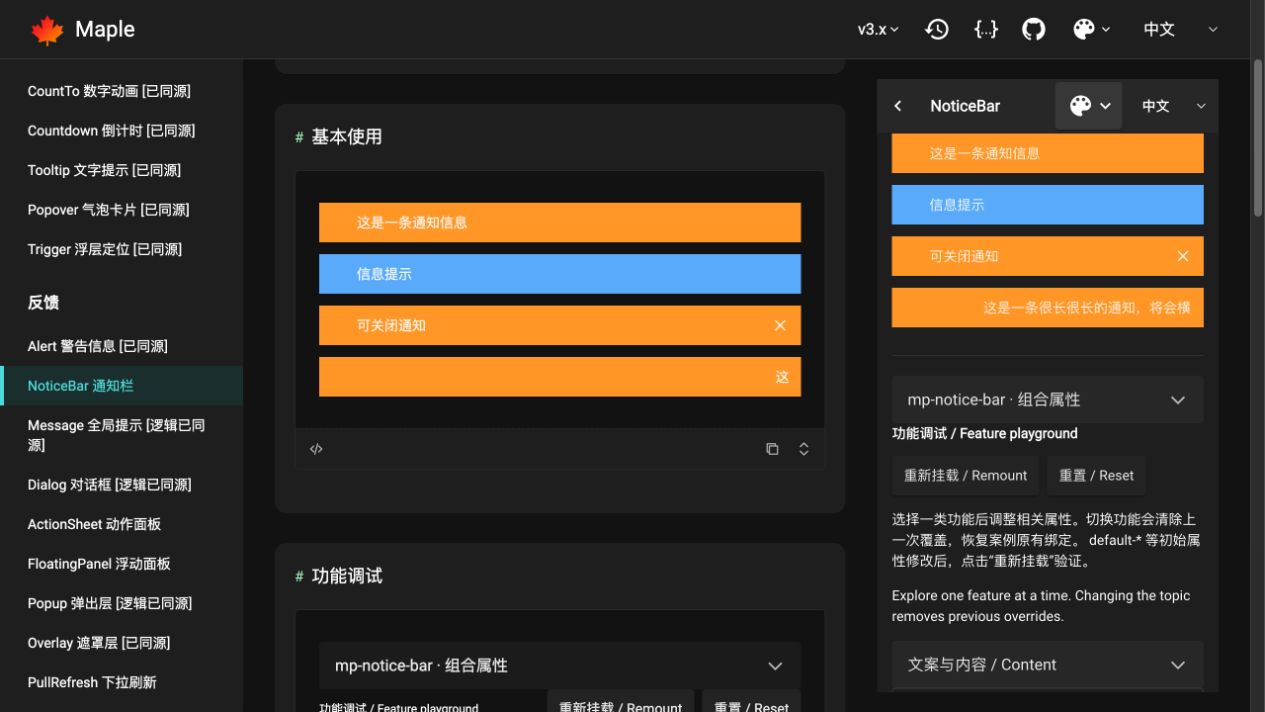 Maple
v3.x
{...}
中文
CountTo 数字动画 [已同源]
Countdown 倒计时 [已同源]
Tooltip 文字提示 [已同源]
Popover 气泡卡片 [已同源]
Trigger 浮层定位 [已同源]
反馈
Alert 警告信息 [已同源]
NoticeBar 通知栏
Message 全局提示 [逻辑已同
源]
Dialog 对话框 [逻辑已同源]
ActionSheet 动作面板
FloatingPanel 浮动面板
Popup 弹出层 [逻辑已同源]
Overlay 遮罩层 [已同源]
PullRefresh 下拉刷新
# 基本使用
这是一条通知信息
信息提示
可关闭通知
这
# 功能调试
mp-notice-bar · 组合属性
功能调试 / Feature playground
重新挂载 / Remount
重置 / Reset
NoticeBar
中文
这是一条通知信息
信息提示
可关闭通知
这是一条很长很长的通知，将会横
mp-notice-bar · 组合属性
功能调试 / Feature playground
重新挂载 / Remount
重置 / Reset
选择一类功能后调整相关属性。切换功能会清除上
一次覆盖，恢复案例原有绑定。 default-* 等初始属
性修改后，点击“重新挂载”验证。
Explore one feature at a time. Changing the topic
removes previous overrides.
文案与内容 / Content